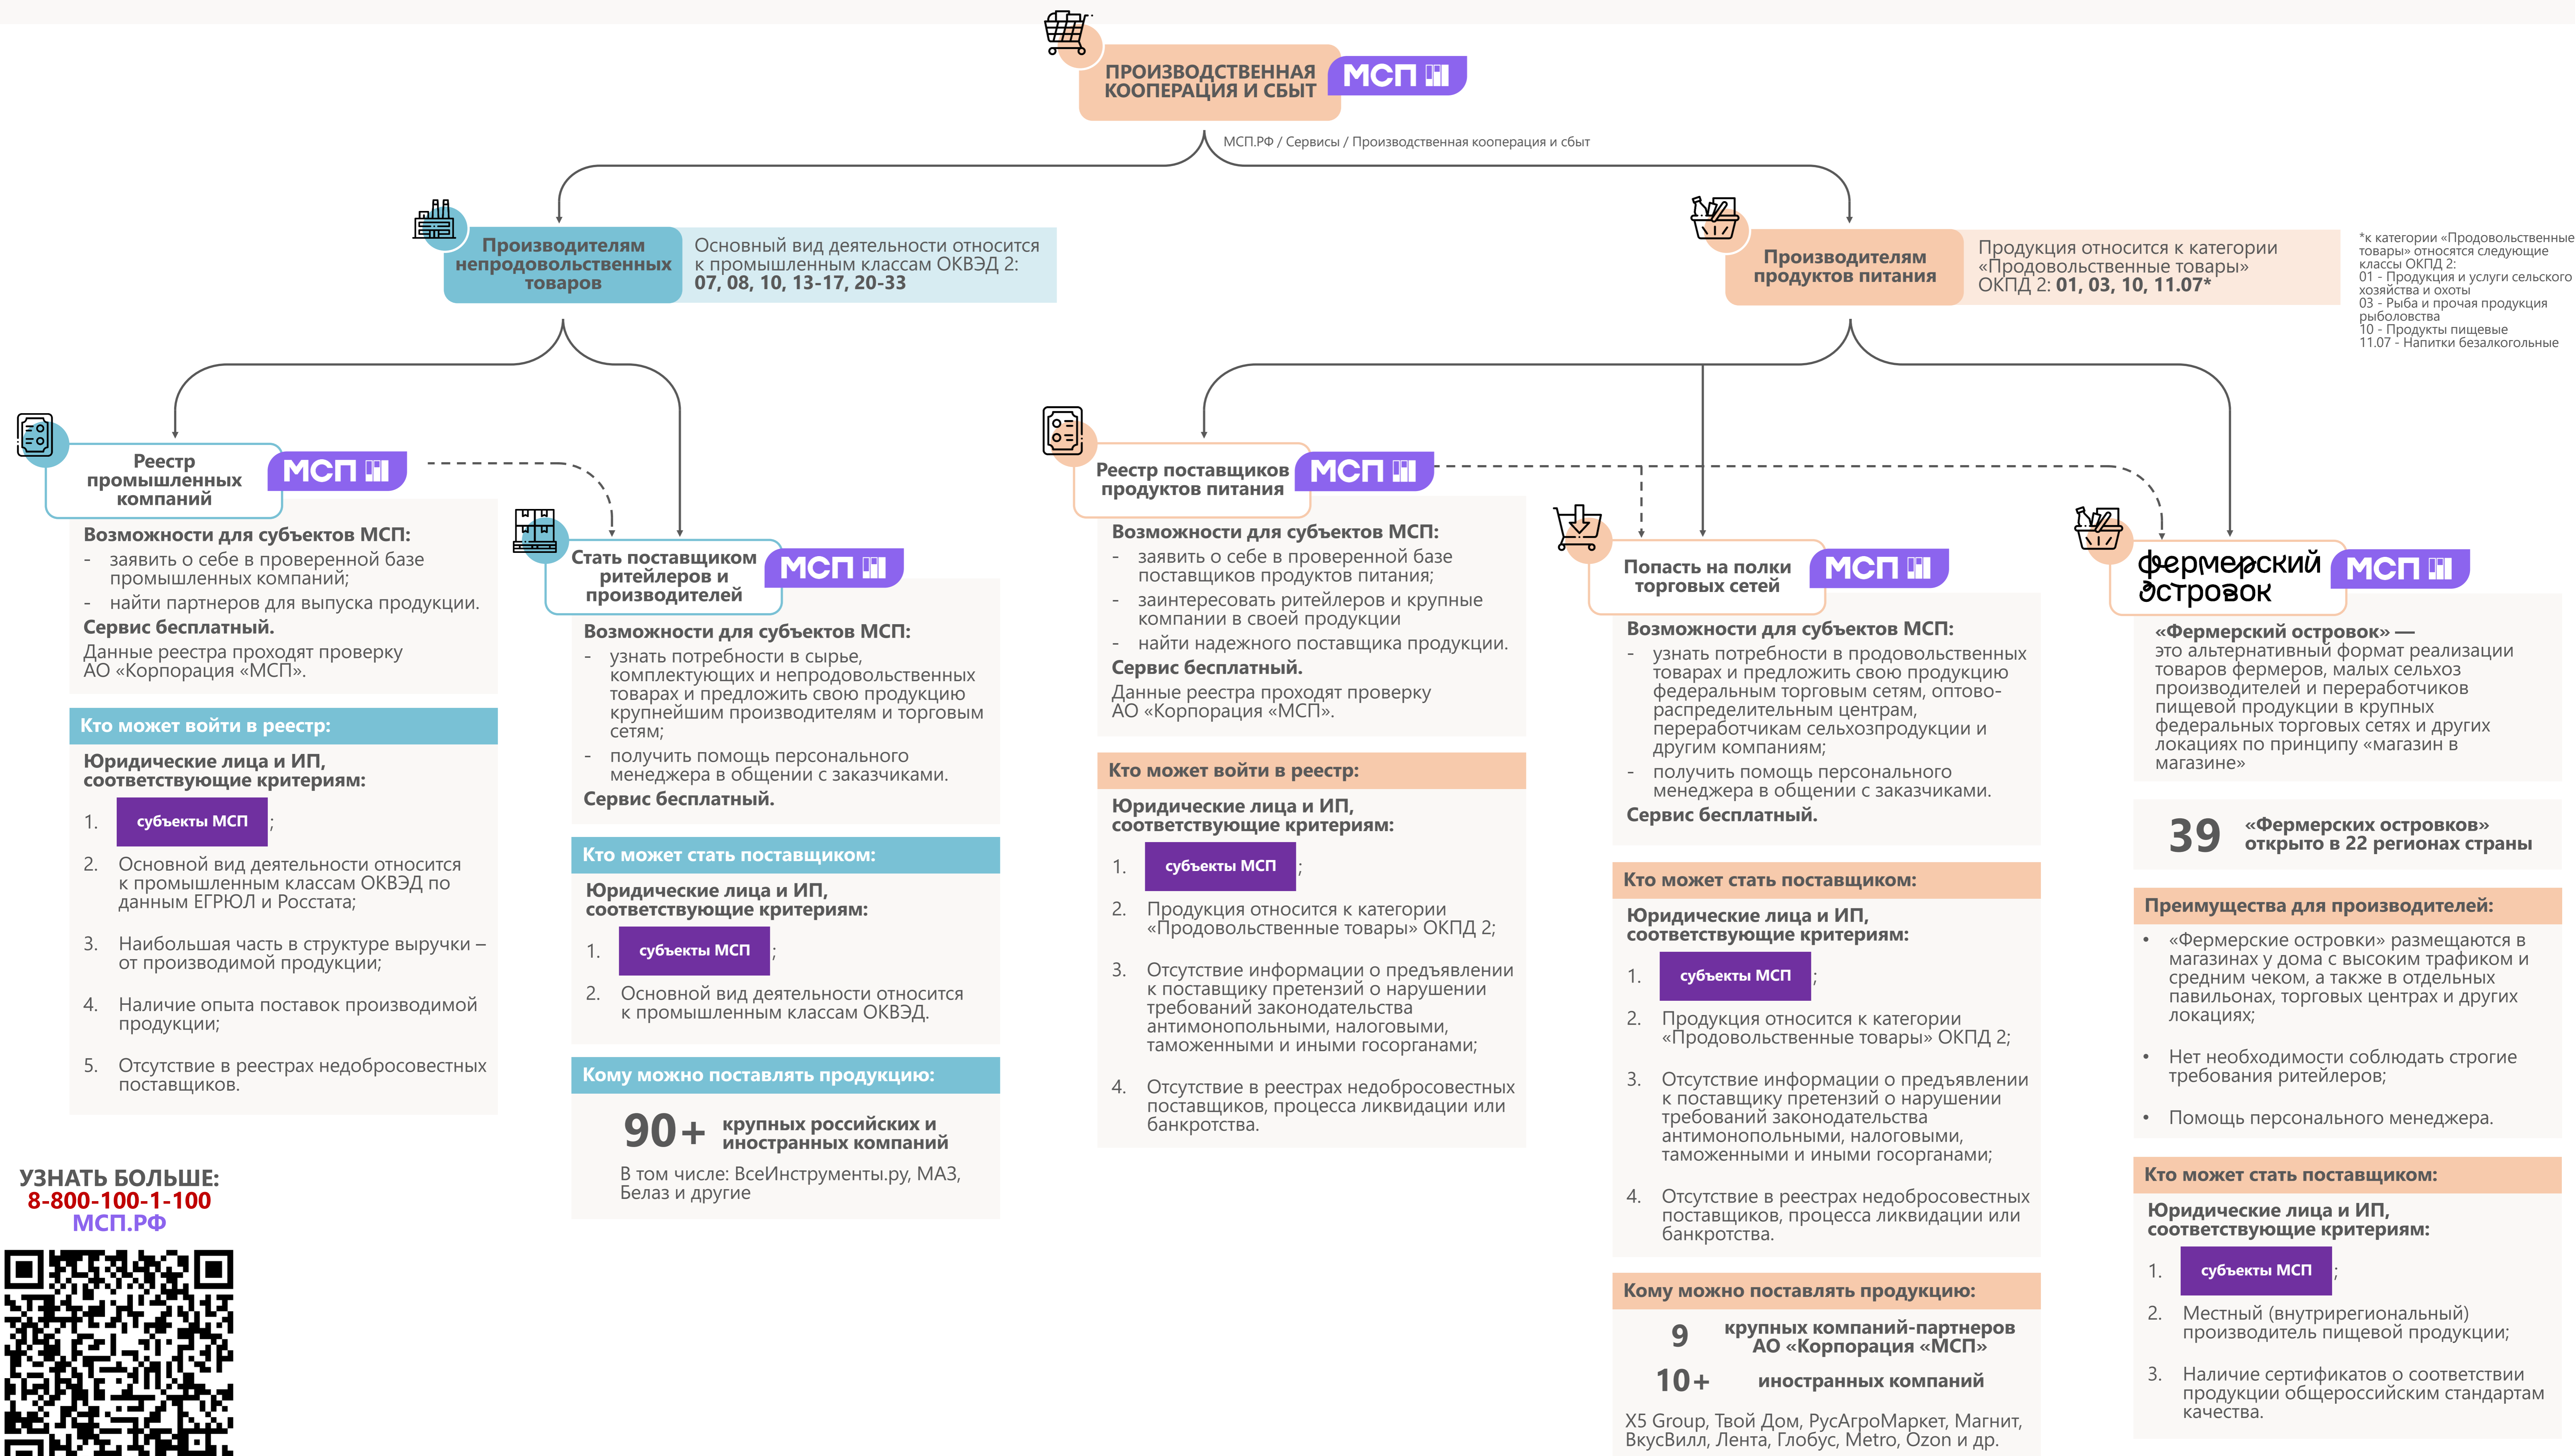 ПРОИЗВОДСТВЕННАЯ
КООПЕРАЦИЯ И СБЫТ
МСП
МСП.РФ / Сервисы / Производственная кооперация и сбыт
Производителям
непродовольственных
товаров
Основный вид деятельности относится
к промышленным классам ОКВЭД 2:
07, 08, 10, 13-17, 20-33
Производителям
продуктов питания
Продукция относится к категории
«Продовольственные товары»
ОКПД 2: 01, 03, 10, 11.07*
*к категории «Продовольственные
товары» относятся следующие
классы ОКПД 2:
01 - Продукция и услуги сельского
хозяйства и охоты
03 - Рыба и прочая продукция
рыболовства
10 - Продукты пищевые
11.07 - Напитки безалкогольные
Реестр
промышленных
компаний
МСП
Возможности для субъектов МСП:
- заявить о себе в проверенной базе
промышленных компаний;
- найти партнеров для выпуска продукции.
Сервис бесплатный.
Данные реестра проходят проверку
АО «Корпорация «МСП».
Кто может войти в реестр:
Юридические лица и ИП,
соответствующие критериям:
1. субъекты МСП;
2. Основной вид деятельности относится
к промышленным классам ОКВЭД по
данным ЕГРЮЛ и Росстата;
3. Наибольшая часть в структуре выручки –
от производимой продукции;
4. Наличие опыта поставок производимой
продукции;
5. Отсутствие в реестрах недобросовестных
поставщиков.
УЗНАТЬ БОЛЬШЕ:
8-800-100-1-100
МСП.РФ
Стать поставщиком
ритейлеров и
производителей
МСП
Возможности для субъектов МСП:
- узнать потребности в сырье,
комплектующих и непродовольственных
товарах и предложить свою продукцию
крупнейшим производителям и торговым
сетям;
- получить помощь персонального
менеджера в общении с заказчиками.
Сервис бесплатный.
Кто может стать поставщиком:
Юридические лица и ИП,
соответствующие критериям:
1. субъекты МСП;
2. Основной вид деятельности относится
к промышленным классам ОКВЭД.
Кому можно поставлять продукцию:
90+ крупных российских и
иностранных компаний
В том числе: ВсеИнструменты.ру, МАЗ,
Белаз и другие
Реестр поставщиков
продуктов питания
МСП
Возможности для субъектов МСП:
- заявить о себе в проверенной базе
поставщиков продуктов питания;
- заинтересовать ритейлеров и крупные
компании в своей продукции
- найти надежного поставщика продукции.
Сервис бесплатный.
Данные реестра проходят проверку
АО «Корпорация «МСП».
Кто может войти в реестр:
Юридические лица и ИП,
соответствующие критериям:
1. субъекты МСП;
2. Продукция относится к категории
«Продовольственные товары» ОКПД 2;
3. Отсутствие информации о предъявлении
к поставщику претензий о нарушении
требований законодательства
антимонопольными, налоговыми,
таможенными и иными госорганами;
4. Отсутствие в реестрах недобросовестных
поставщиков, процесса ликвидации или
банкротства.
Попасть на полки
торговых сетей
МСП
Возможности для субъектов МСП:
- узнать потребности в продовольственных
товарах и предложить свою продукцию
федеральным торговым сетям, оптово-
распределительным центрам,
переработчикам сельхозпродукции и
другим компаниям;
- получить помощь персонального
менеджера в общении с заказчиками.
Сервис бесплатный.
Кто может стать поставщиком:
Юридические лица и ИП,
соответствующие критериям:
1. субъекты МСП;
2. Продукция относится к категории
«Продовольственные товары» ОКПД 2;
3. Отсутствие информации о предъявлении
к поставщику претензий о нарушении
требований законодательства
антимонопольными, налоговыми,
таможенными и иными госорганами;
4. Отсутствие в реестрах недобросовестных
поставщиков, процесса ликвидации или
банкротства.
Кому можно поставлять продукцию:
9 крупных компаний-партнеров
АО «Корпорация «МСП»
10+ иностранных компаний
X5 Group, Твой Дом, РусАгроМаркет, Магнит,
ВкусВилл, Лента, Глобус, Metro, Ozon и др.
фермерский
островок
МСП
«Фермерский островок» —
это альтернативный формат реализации
товаров фермеров, малых сельхоз
производителей и переработчиков
пищевой продукции в крупных
федеральных торговых сетях и других
локациях по принципу «магазин в
магазине»
39 «Фермерских островков»
открыто в 22 регионах страны
Преимущества для производителей:
• «Фермерские островки» размещаются в
магазинах у дома с высоким трафиком и
средним чеком, а также в отдельных
павильонах, торговых центрах и других
локациях;
• Нет необходимости соблюдать строгие
требования ритейлеров;
• Помощь персонального менеджера.
Кто может стать поставщиком:
Юридические лица и ИП,
соответствующие критериям:
1. субъекты МСП;
2. Местный (внутрирегиональный)
производитель пищевой продукции;
3. Наличие сертификатов о соответствии
продукции общероссийским стандартам
качества.